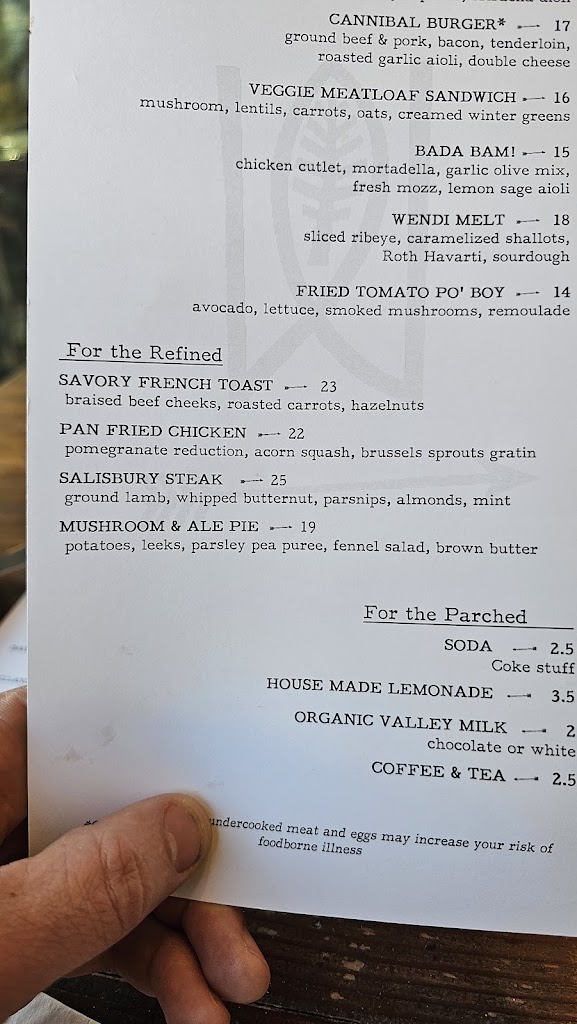 CANNIBAL BURGER* 17
ground beef & pork, bacon, tenderloin,
roasted garlic aioli, double cheese
VEGGIE MEATLOAF SANDWICH 16
mushroom, lentils, carrots, oats, creamed winter greens
BADA BAM! 15
chicken cutlet, mortadella, garlic olive mix,
fresh mozz, lemon sage aioli
WENDI MELT 18
sliced ribeye, caramelized shallots,
Roth Havarti, sourdough
FRIED TOMATO PO' BOY 14
avocado, lettuce, smoked mushrooms, remoulade
For the Refined
SAVORY FRENCH TOAST 23
braised beef cheeks, roasted carrots, hazelnuts
PAN FRIED CHICKEN 22
pomegranate reduction, acorn squash, brussels sprouts gratin
SALISBURY STEAK 25
ground lamb, whipped butternut, parsnips, almonds, mint
MUSHROOM & ALE PIE 19
potatoes, leeks, parsley pea puree, fennel salad, brown butter
For the Parched
SODA 2.5
Coke stuff
HOUSE MADE LEMONADE 3.5
ORGANIC VALLEY MILK 2
chocolate or white
COFFEE & TEA 2.5
undercooked meat and eggs may increase your risk of
foodborne illness